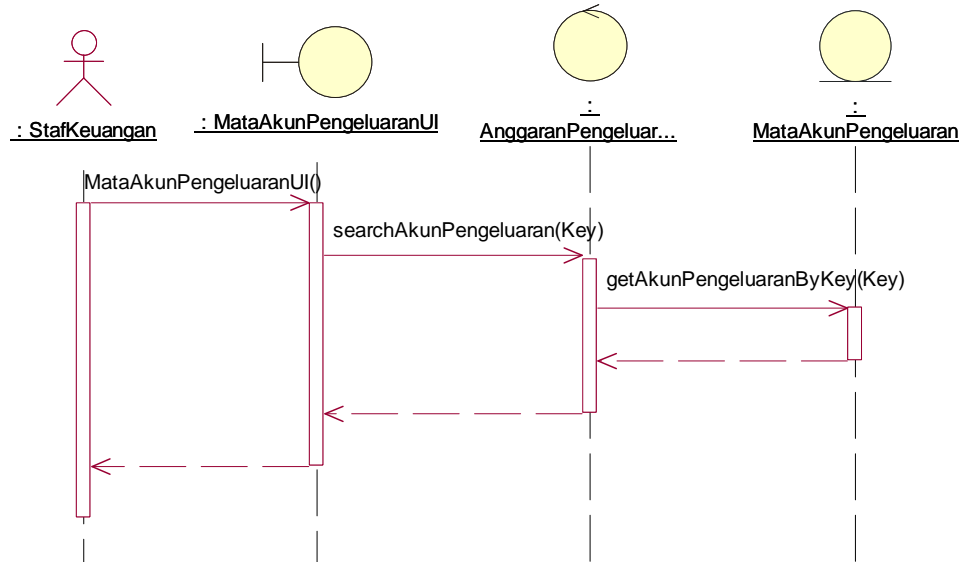 : StafKeuangan
: MataAkunPengeluaranUI
:
AnggaranPengeluar...
:
MataAkunPengeluaran
MataAkunPengeluaranUI()
searchAkunPengeluaran(Key)
getAkunPengeluaranByKey(Key)